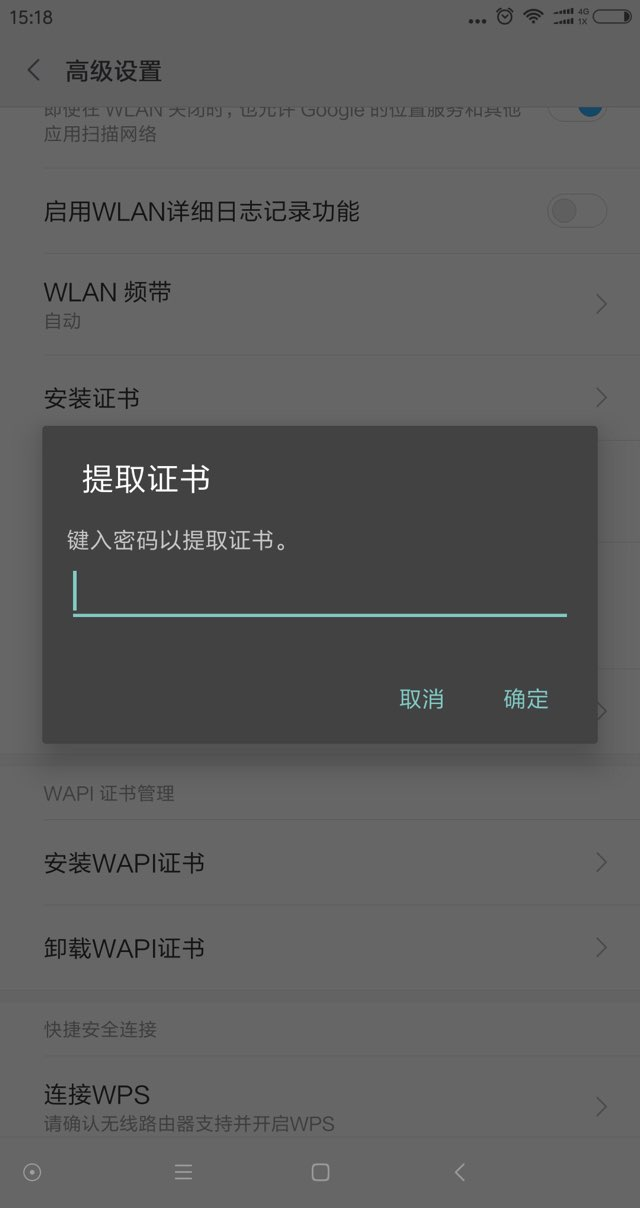 15:18
4G
1X
高级设置
即使在 WLAN 关闭时，也允许 Google 的位置服务和其他
应用扫描网络
启用WLAN详细日志记录功能
WLAN 频带
自动
安装证书
提取证书
键入密码以提取证书。
取消
确定
WAPI 证书管理
安装WAPI证书
卸载WAPI证书
快捷安全连接
连接WPS
请确认无线路由器支持并开启WPS